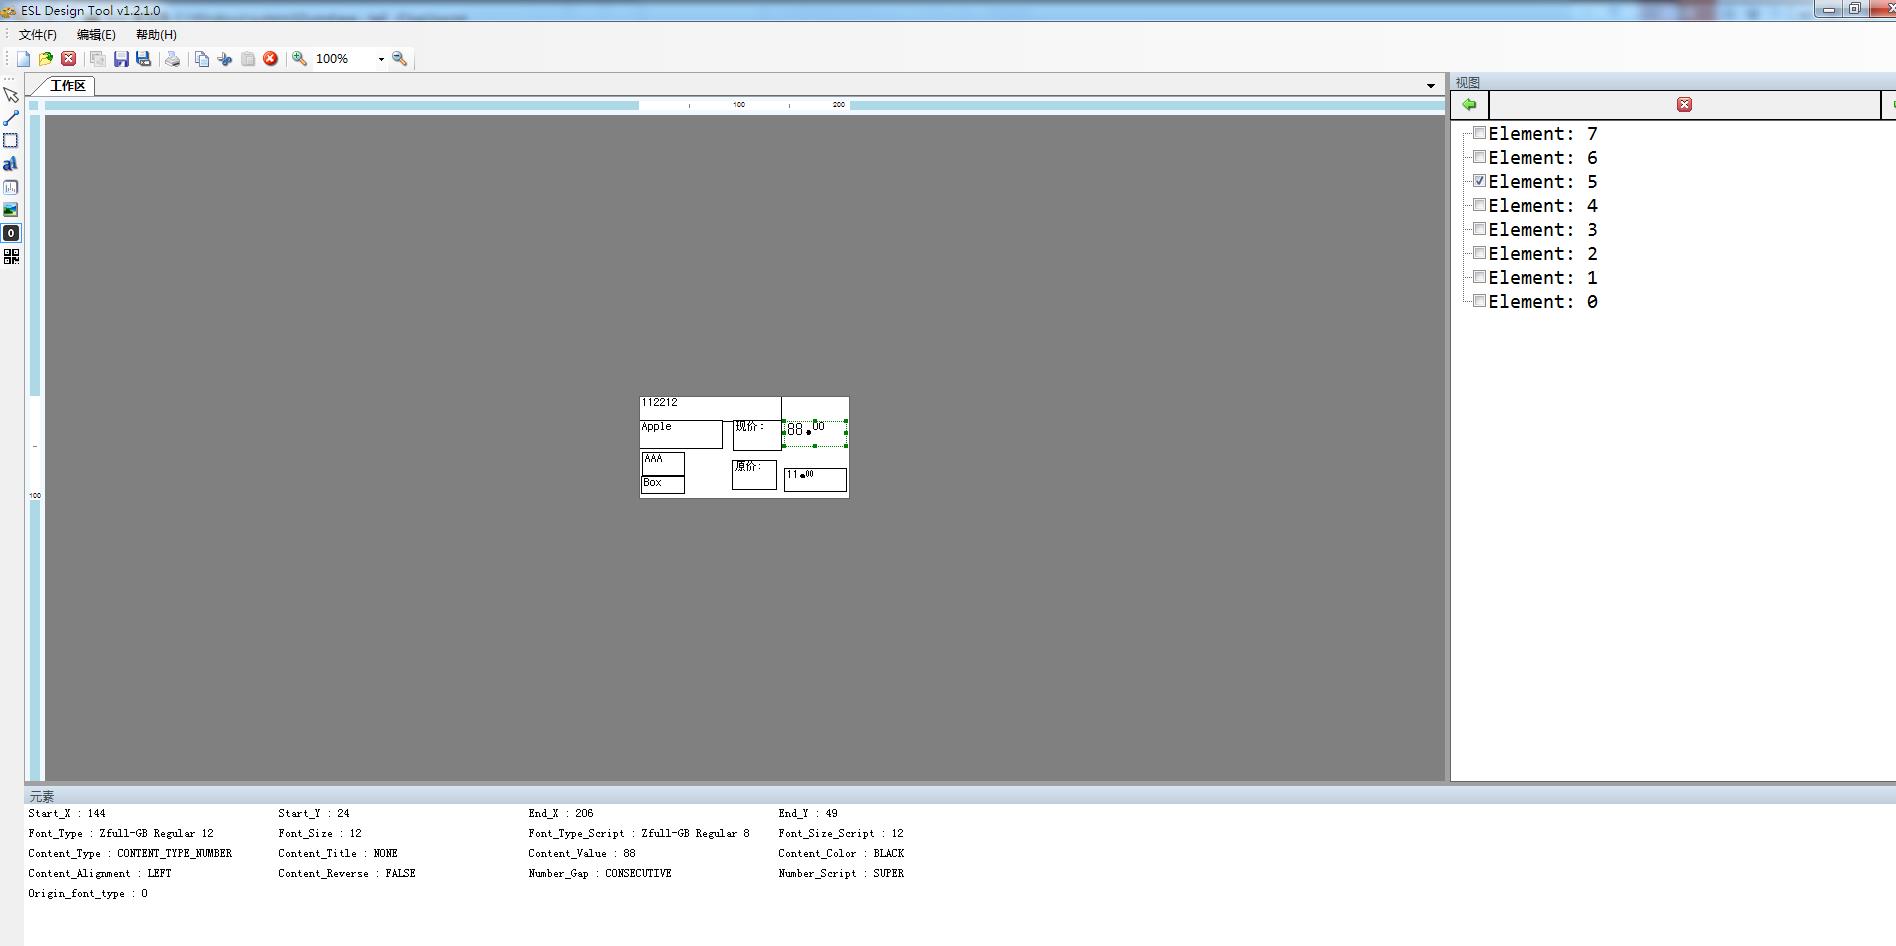 ESL Design Tool v1.2.1.0
文件(F) 编辑(E) 帮助(H)
100%
工作区
视图
100 200
Element: 7
Element: 6
Element: 5
Element: 4
Element: 3
Element: 2
Element: 1
Element: 0
112212
Apple 现价: 88.00
AAA 原价: 11.00
Box
100
元素
Start_X : 144 Start_Y : 24 End_X : 206 End_Y : 49
Font_Type : Zfull-GB Regular 12 Font_Size : 12 Font_Type_Script : Zfull-GB Regular 8 Font_Size_Script : 12
Content_Type : CONTENT_TYPE_NUMBER Content_Title : NONE Content_Value : 88 Content_Color : BLACK
Content_Alignment : LEFT Content_Reverse : FALSE Number_Gap : CONSECUTIVE Number_Script : SUPER
Origin_font_type : 0